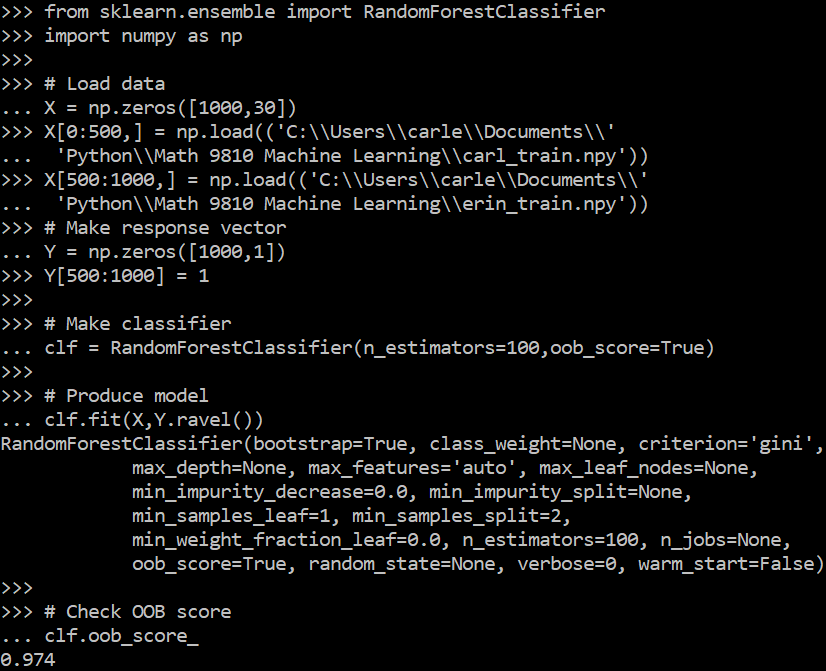 >>> from sklearn.ensemble import RandomForestClassifier
>>> import numpy as np
>>>
>>> # Load data
... X = np.zeros([1000,30])
>>> X[0:500,] = np.load(('C:\\Users\\carle\\Documents\\'
...  'Python\\Math 9810 Machine Learning\\carl_train.npy'))
>>> X[500:1000,] = np.load(('C:\\Users\\carle\\Documents\\'
...  'Python\\Math 9810 Machine Learning\\erin_train.npy'))
>>> # Make response vector
... Y = np.zeros([1000,1])
>>> Y[500:1000] = 1
>>>
>>> # Make classifier
... clf = RandomForestClassifier(n_estimators=100,oob_score=True)
>>>
>>> # Produce model
... clf.fit(X,Y.ravel())
RandomForestClassifier(bootstrap=True, class_weight=None, criterion='gini',
            max_depth=None, max_features='auto', max_leaf_nodes=None,
            min_impurity_decrease=0.0, min_impurity_split=None,
            min_samples_leaf=1, min_samples_split=2,
            min_weight_fraction_leaf=0.0, n_estimators=100, n_jobs=None,
            oob_score=True, random_state=None, verbose=0, warm_start=False)
>>>
>>> # Check OOB score
... clf.oob_score_
0.974